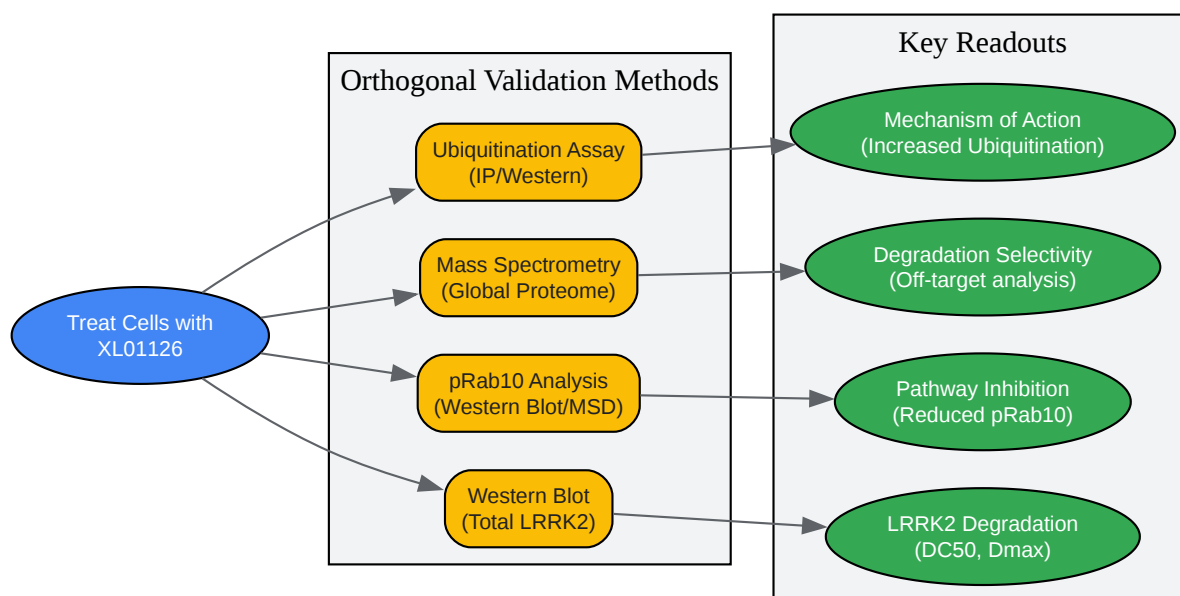 Treat Cells with
XL01126
Orthogonal Validation Methods
Ubiquitination Assay
(IP/Western)
Mass Spectrometry
(Global Proteome)
pRab10 Analysis
(Western Blot/MSD)
Western Blot
(Total LRRK2)
Key Readouts
Mechanism of Action
(Increased Ubiquitination)
Degradation Selectivity
(Off-target analysis)
Pathway Inhibition
(Reduced pRab10)
LRRK2 Degradation
(DC50, Dmax)